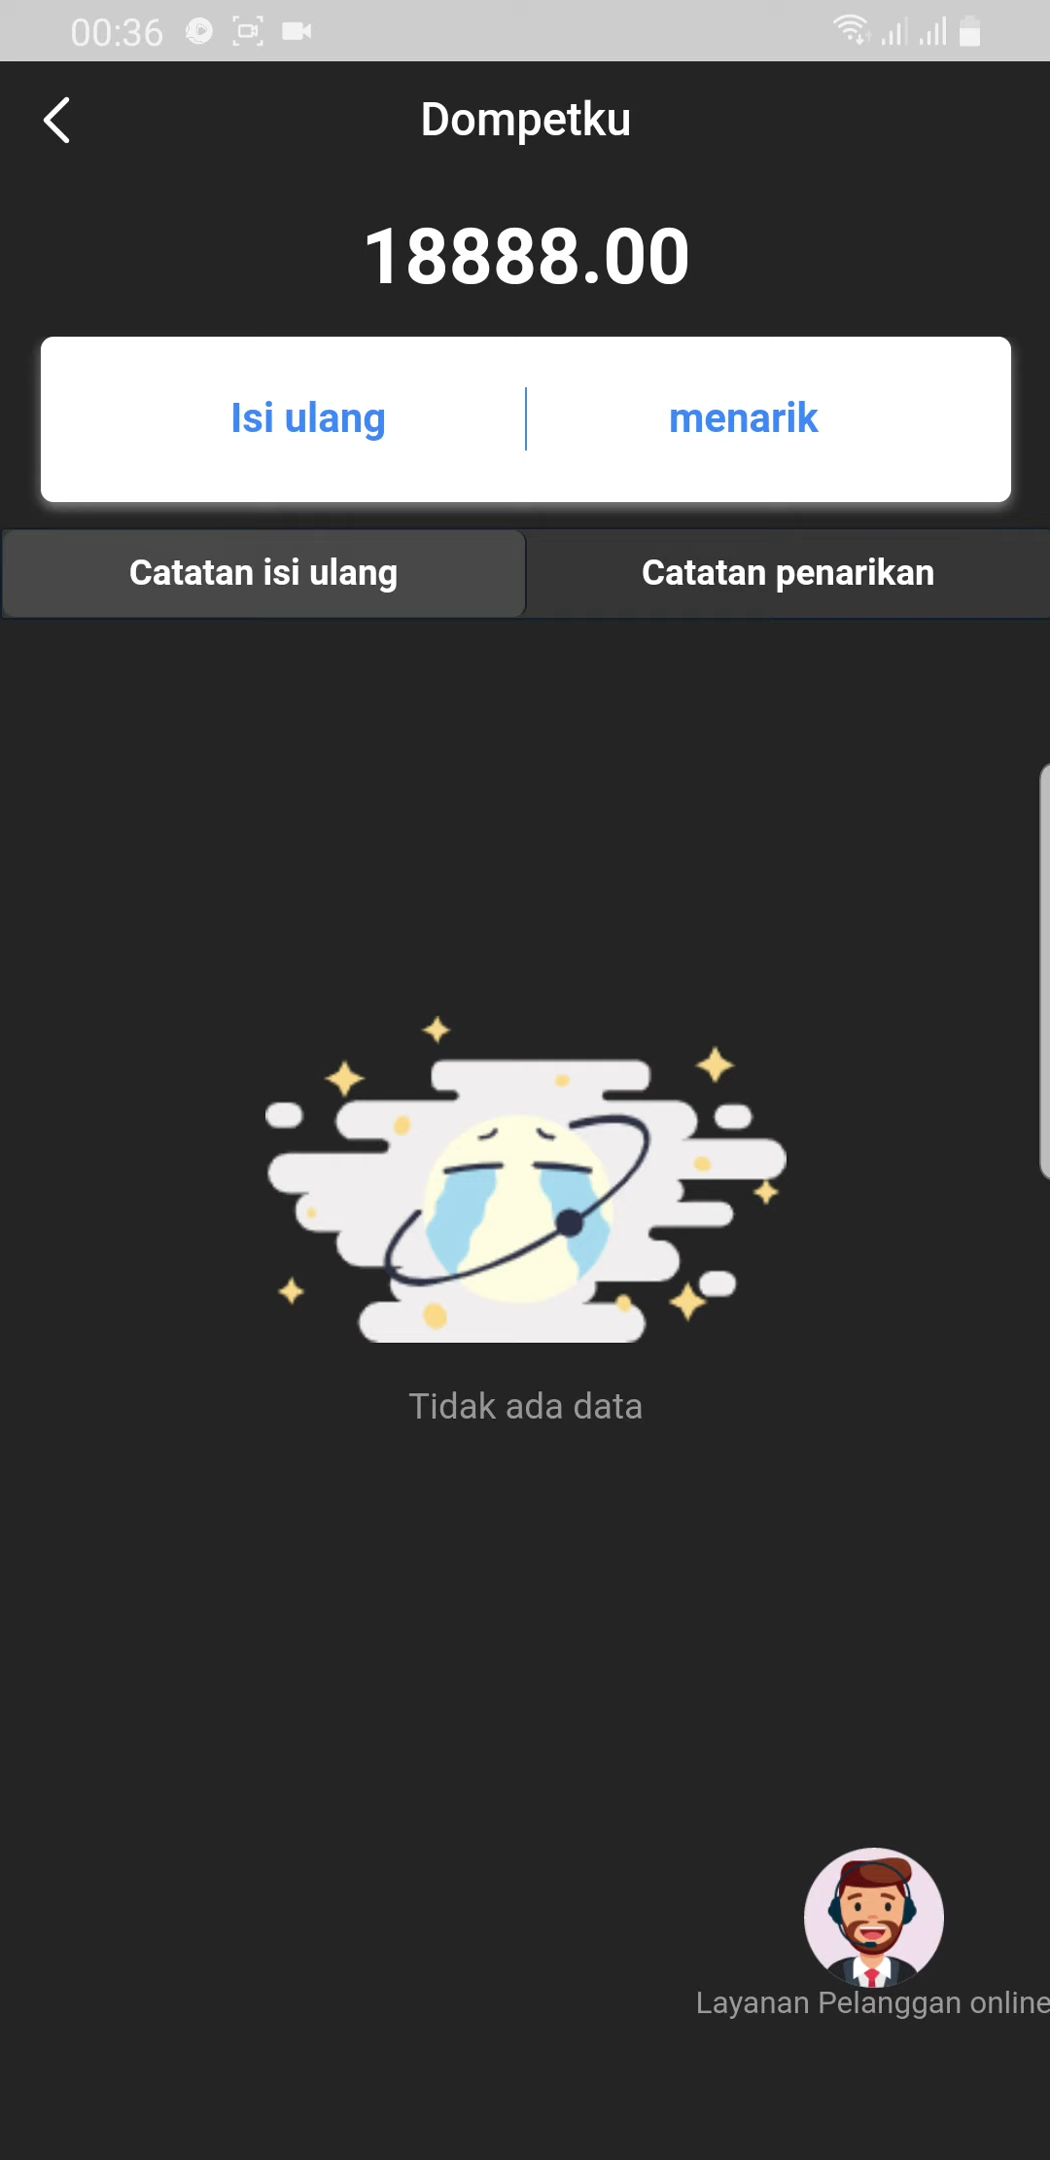 00:36
Dompetku
18888.00
Isi ulang
menarik
Catatan isi ulang
Catatan penarikan
Tidak ada data
Layanan Pelanggan online